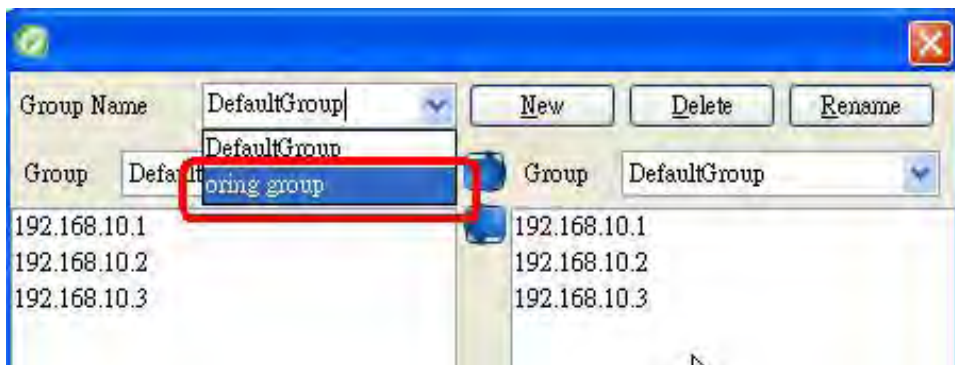 Group Name DefaultGroup New Delete Rename
DefaultGroup
Group Default Group DefaultGroup
oring group
192.168.10.1 192.168.10.1
192.168.10.2 192.168.10.2
192.168.10.3 192.168.10.3